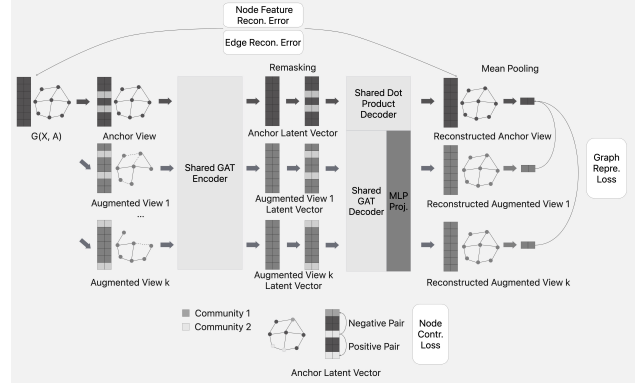 Node Feature
Recon. Error
Edge Recon. Error
Remasking
Mean Pooling
Shared Dot
Product
Decoder
G(X, A)
Anchor View
Anchor Latent Vector
Reconstructed Anchor View
Shared GAT
Encoder
Graph
Repre.
Loss
Shared
GAT
Decoder
MLP
Proj.
Augmented View 1
...
Augmented View 1
Latent Vector
Reconstructed Augmented View 1
Augmented View k
Augmented View k
Latent Vector
Reconstructed Augmented View k
Community 1
Community 2
Negative Pair
Positive Pair
Node
Contr.
Loss
Anchor Latent Vector